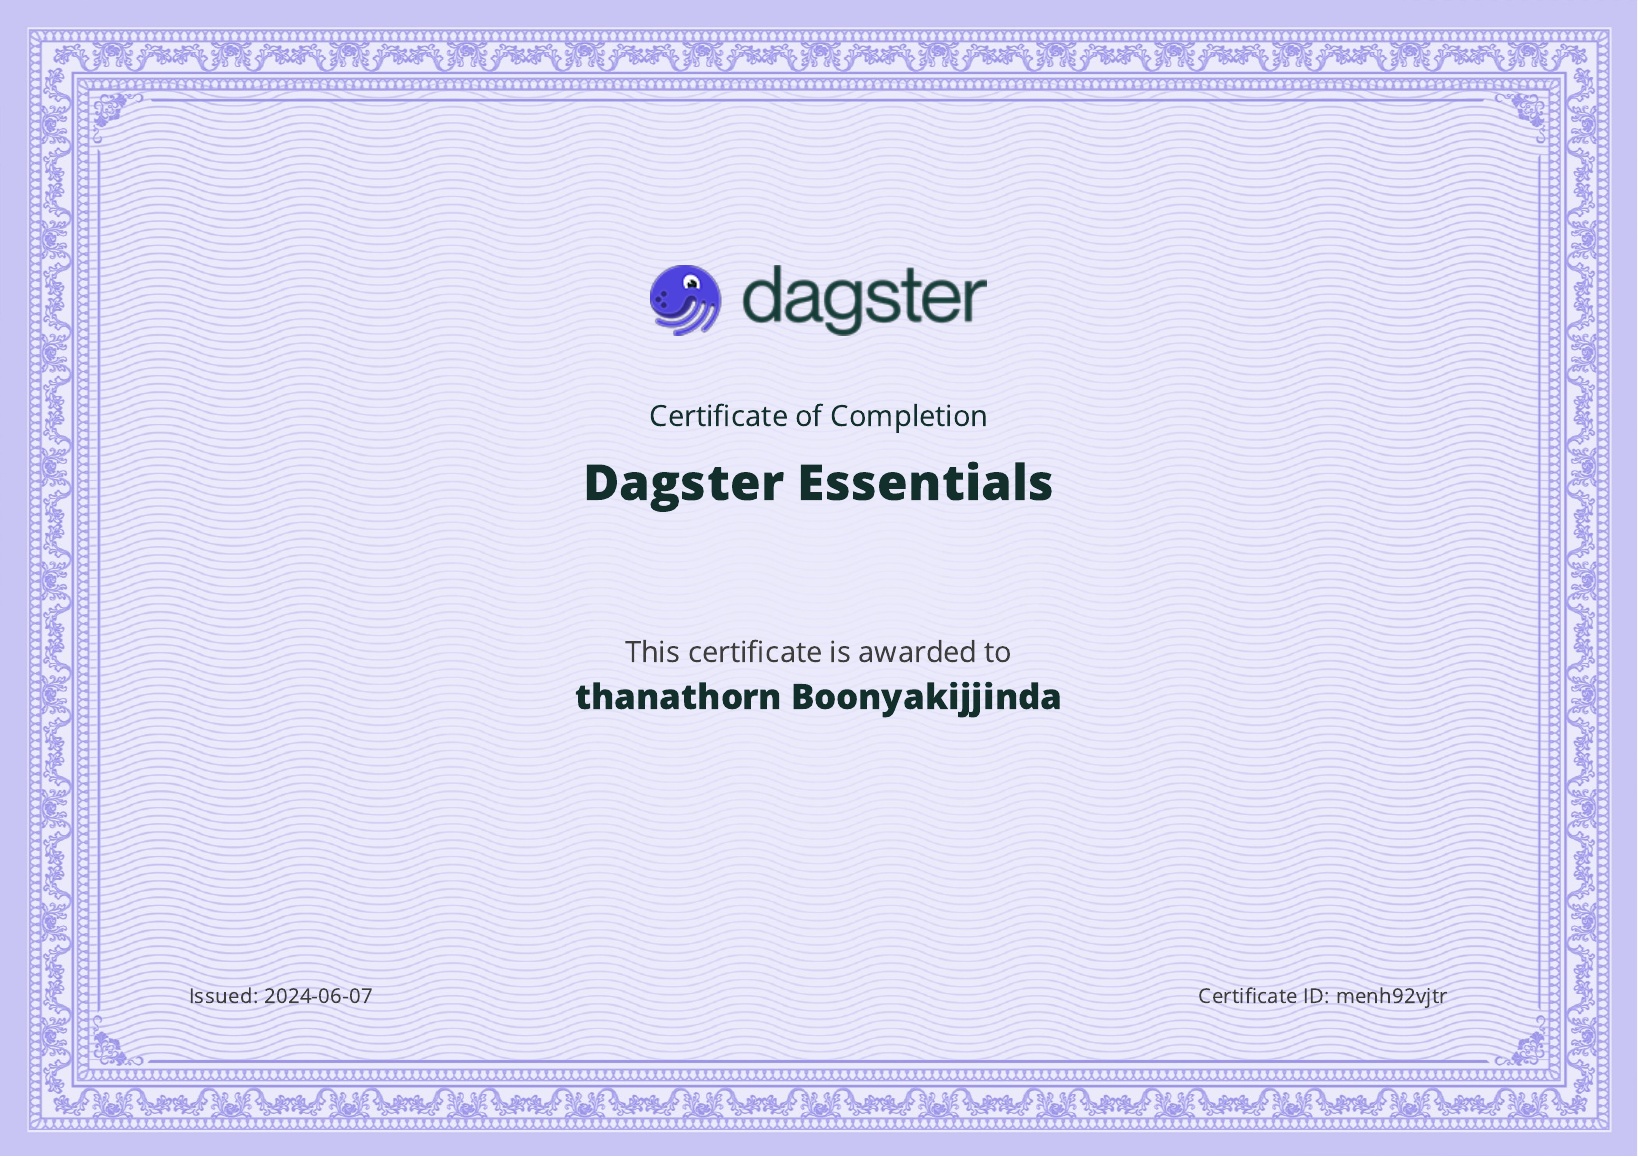 dagster
Certificate of Completion
Dagster Essentials
This certificate is awarded to
thanathorn Boonyakijjinda
Issued: 2024-06-07
Certificate ID: menh92vjtr